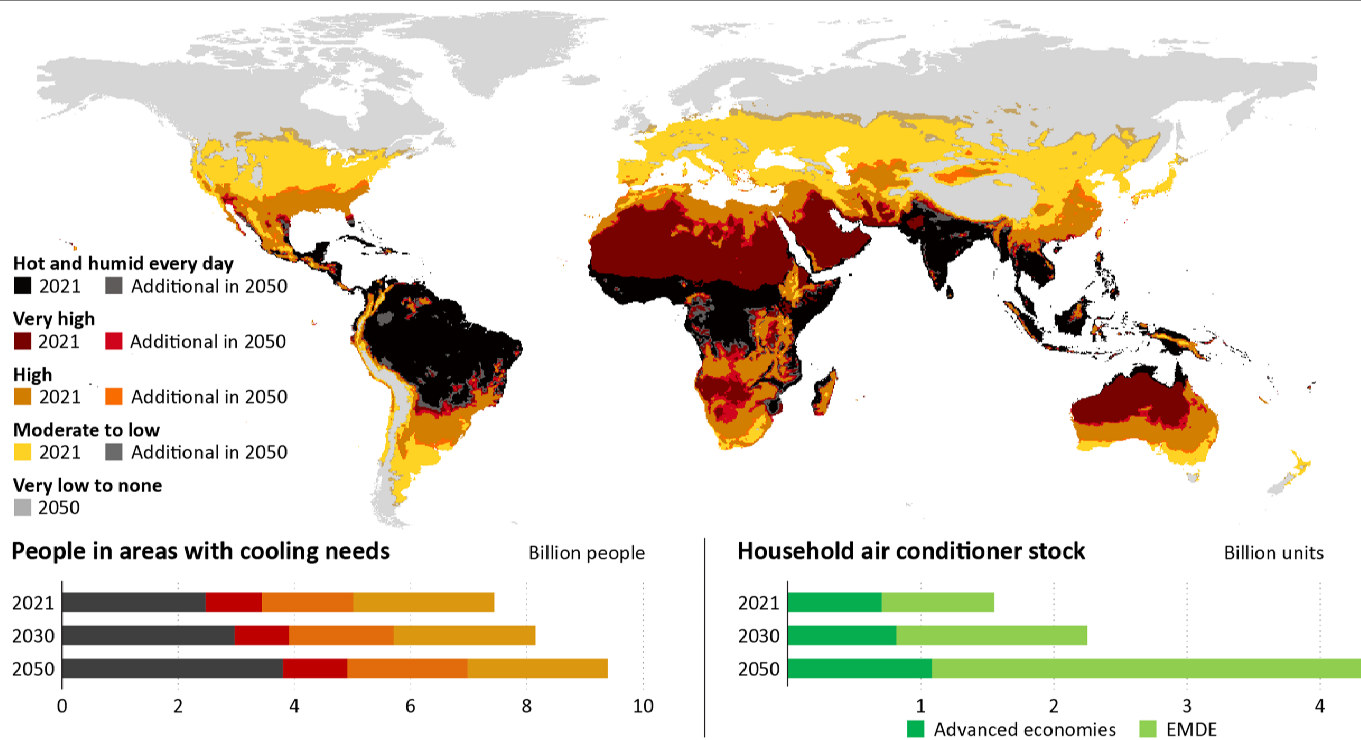 Hot and humid every day
2021 Additional in 2050
Very high
2021 Additional in 2050
High
2021 Additional in 2050
Moderate to low
2021 Additional in 2050
Very low to none
2050
People in areas with cooling needs Billion people
2021
2030
2050
0 2 4 6 8 10
Household air conditioner stock Billion units
2021
2030
2050
1 2 3 4
Advanced economies EMDE